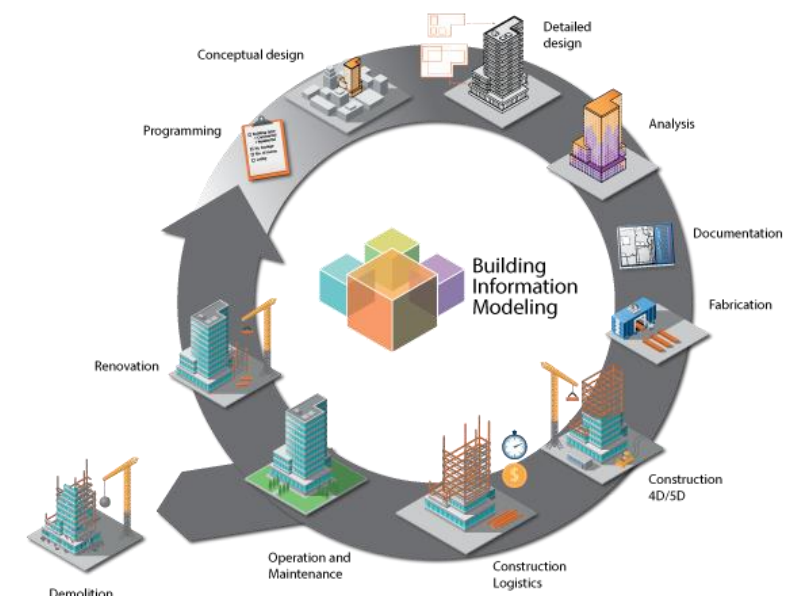 Conceptual design
Detailed
design
Programming
Analysis
Documentation
Building
Information
Modeling
Fabrication
Renovation
Construction
4D/5D
Operation and
Maintenance
Construction
Logistics
Demolition